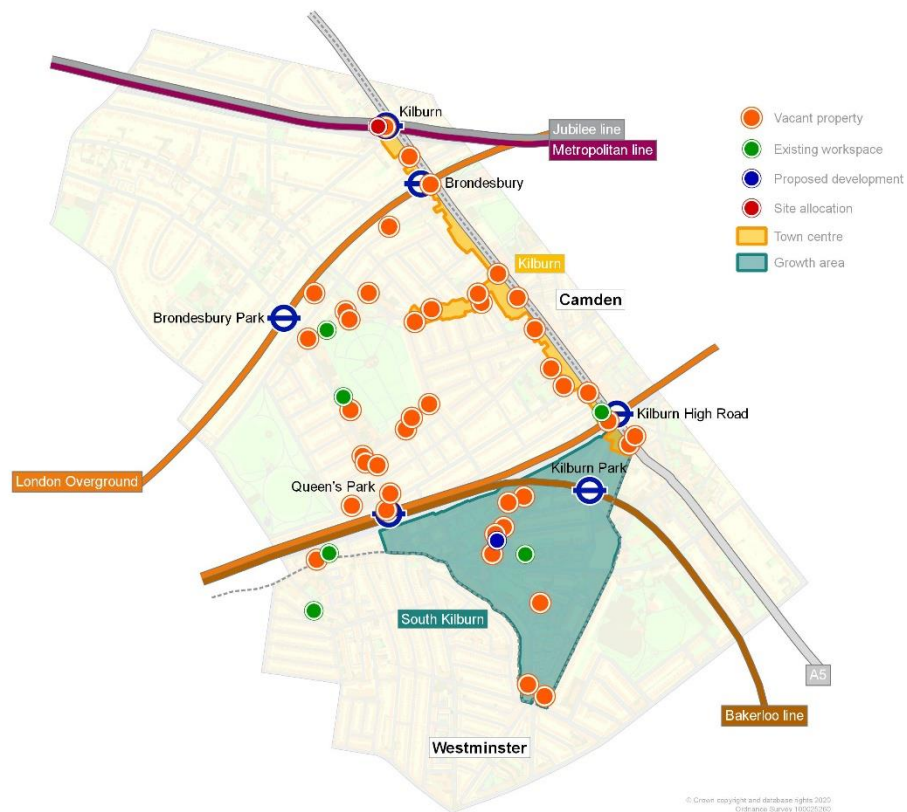 Kilburn
Jubilee line
Metropolitan line
Vacant property
Existing workspace
Brondesbury
Proposed development
Site allocation
Town centre
Kilburn
Growth area
Camden
Brondesbury Park
Kilburn High Road
London Overground
Kilburn Park
Queen's Park
South Kilburn
A5
Bakerloo line
Westminster
© Crown copyright and database rights 2020
Ordnance Survey 100025260